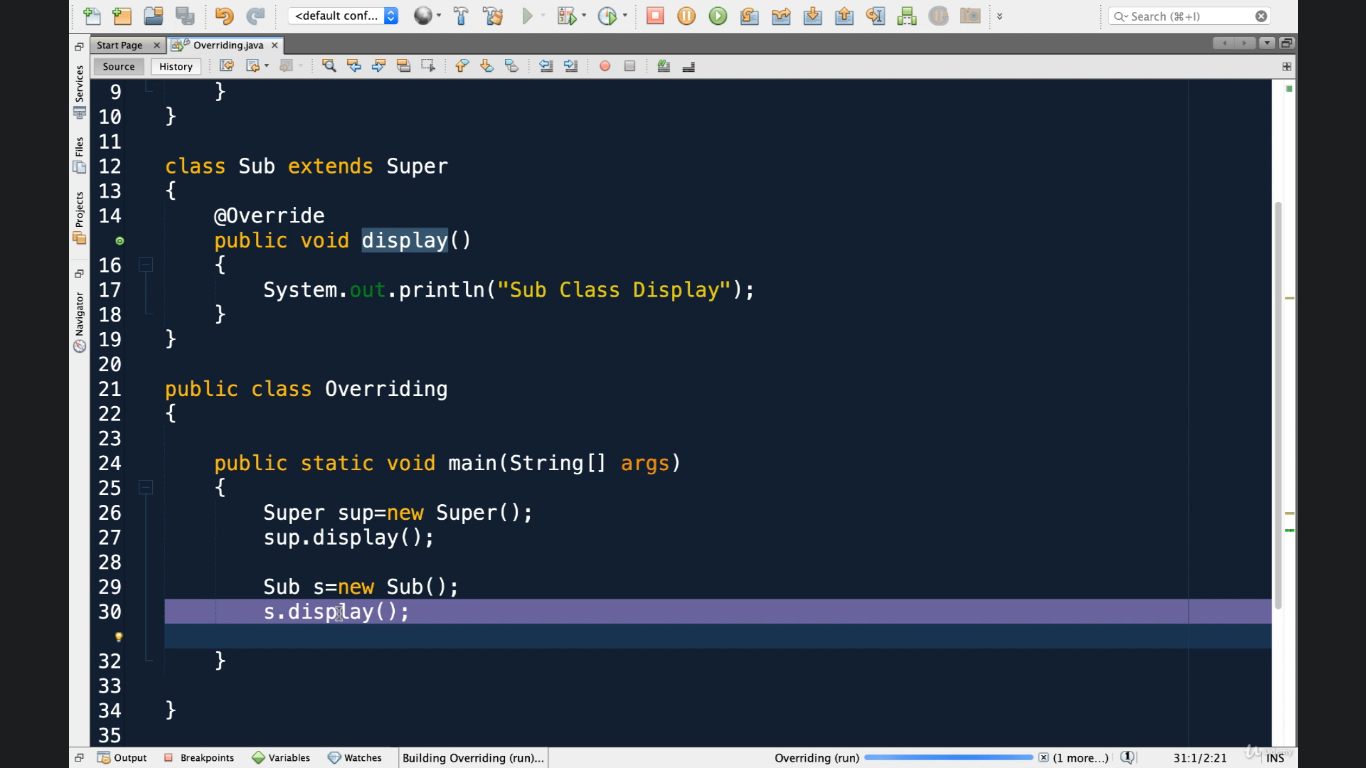 <default conf...
Search (⌘+I)
Start Page
Overriding.java
Source
History
Services
Files
Projects
Navigator
9 }
10 }
11
12 class Sub extends Super
13 {
14 @Override
public void display()
16 {
17 System.out.println("Sub Class Display");
18 }
19 }
20
21 public class Overriding
22 {
23
24 public static void main(String[] args)
25 {
26 Super sup=new Super();
27 sup.display();
28
29 Sub s=new Sub();
30 s.display();
32 }
33
34 }
35
Output Breakpoints Variables Watches Building Overriding (run)... Overriding (run) (1 more...) 31:1/2:21 INS